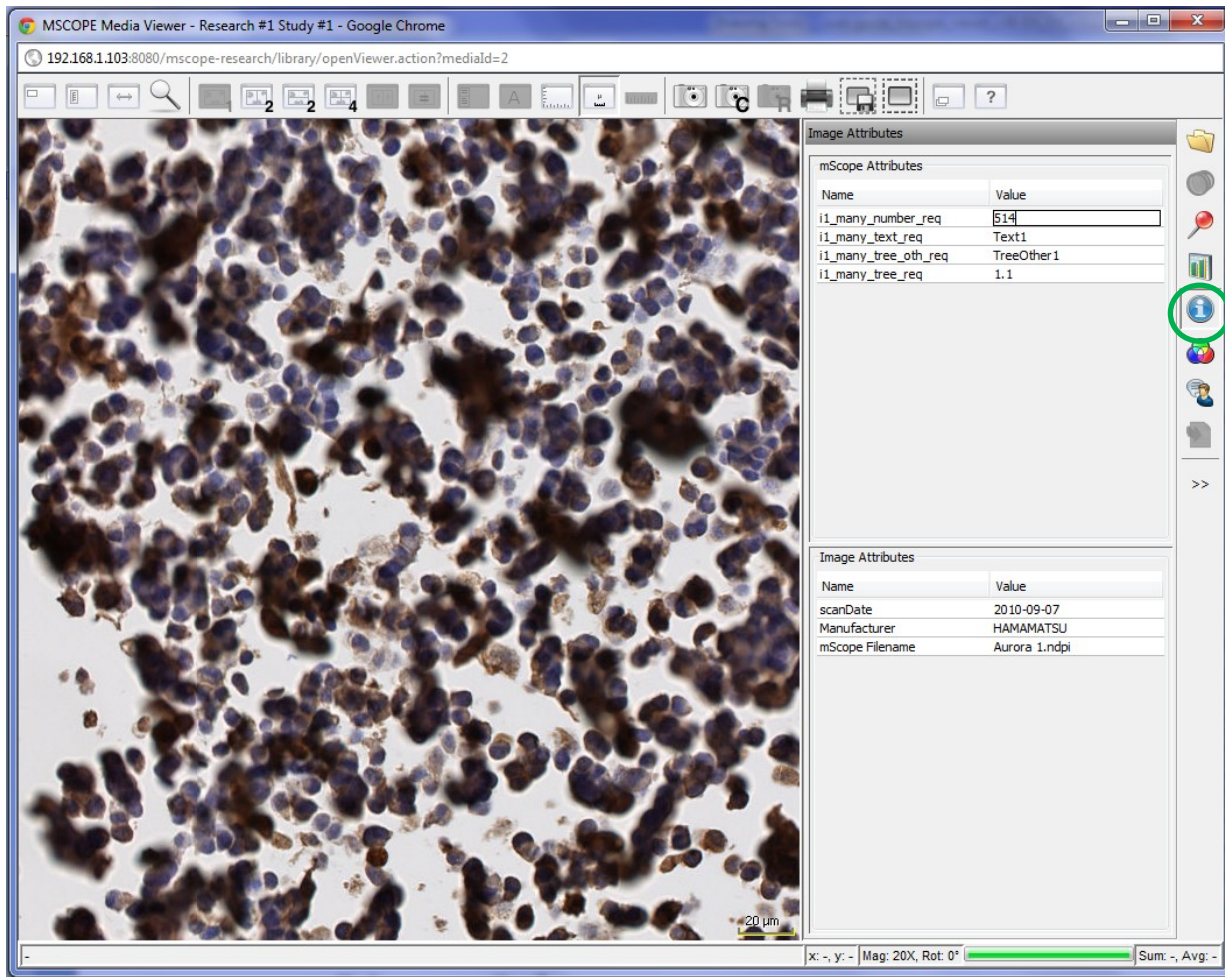 MSCOPE Media Viewer - Research #1 Study #1 - Google Chrome
192.168.1.103:8080/mscope-research/library/openViewer.action?mediaId=2
1 2 2 4 A µ C R ?
Image Attributes
mScope Attributes
Name Value
i1_many_number_req 514
i1_many_text_req Text1
i1_many_tree_oth_req TreeOther1
i1_many_tree_req 1.1
>>
Image Attributes
Name Value
scanDate 2010-09-07
Manufacturer HAMAMATSU
mScope Filename Aurora 1.ndpi
20 µm
- x: -, y: - Mag: 20X, Rot: 0° Sum: -, Avg: -